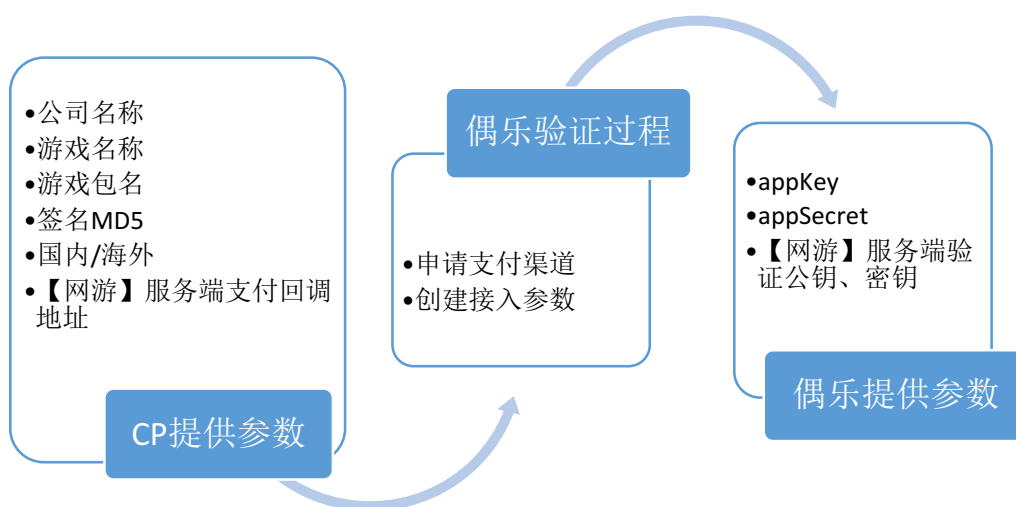 •公司名称
•游戏名称
•游戏包名
•签名MD5
•国内/海外
•【网游】服务端支付回调
地址
CP提供参数
偶乐验证过程
•申请支付渠道
•创建接入参数
•appKey
•appSecret
•【网游】服务端验
证公钥、密钥
偶乐提供参数